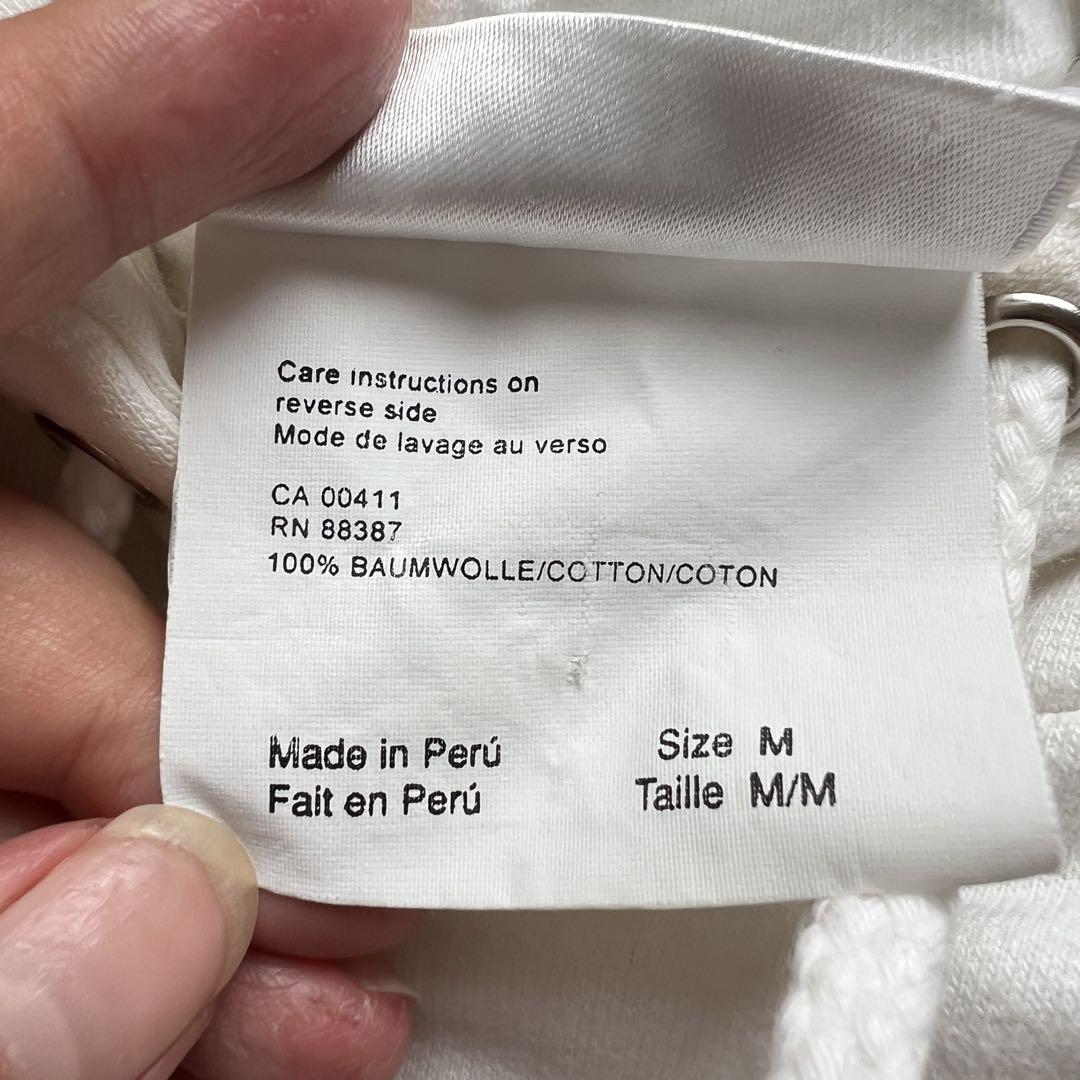 Care instructions on
reverse side
Mode de lavage au verso
CA 00411
RN 88387
100% BAUMWOLLE/COTTON/COTON
Made in Perú
Fait en Perú
Size M
Taille M/M